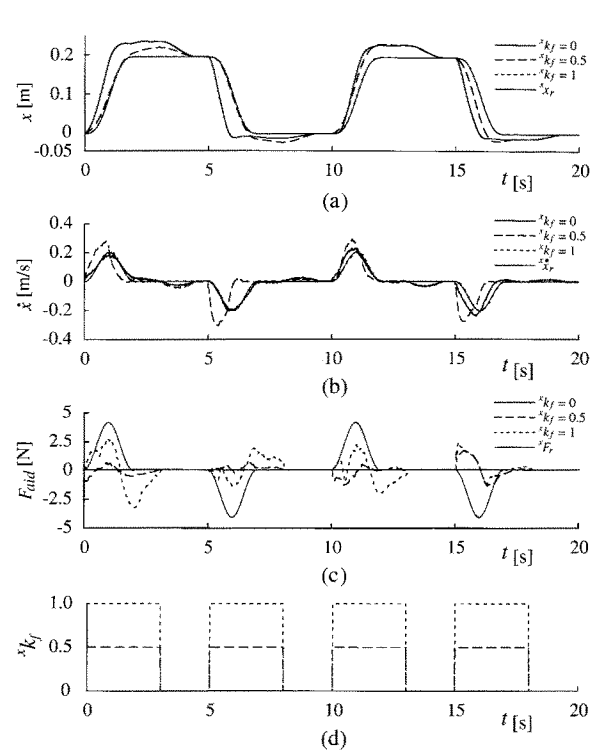 x [m]
0.2
0.1
0
-0.05
0 5 10 15 20
t [s]
ˣk_f = 0
ˣk_f = 0.5
ˣk_f = 1
ˣx_r
(a)
ẋ [m/s]
0.4
0.2
0
-0.2
-0.4
0 5 10 15 20
t [s]
ˣk_f = 0
ˣk_f = 0.5
ˣk_f = 1
(b)
F_aid [N]
5
2.5
0
-2.5
-5
0 5 10 15 20
t [s]
ˣk_f = 0
ˣk_f = 0.5
ˣk_f = 1
ˣF_r
(c)
ˣk_f
1.0
0.5
0
0 5 10 15 20
t [s]
(d)